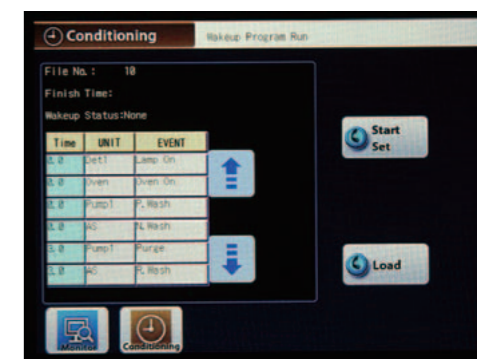 Conditioning
Wakeup Program Run
File No. : 10
Finish Time:
Wakeup Status:None
Time UNIT EVENT
0.0 Det1 Lamp On
0.0 Oven Oven On
0.0 Pump1 P. Wash
0.0 AS N. Wash
3.0 Pump1 Purge
3.0 AS R. Wash
Start
Set
Load
Monitor
Conditioning